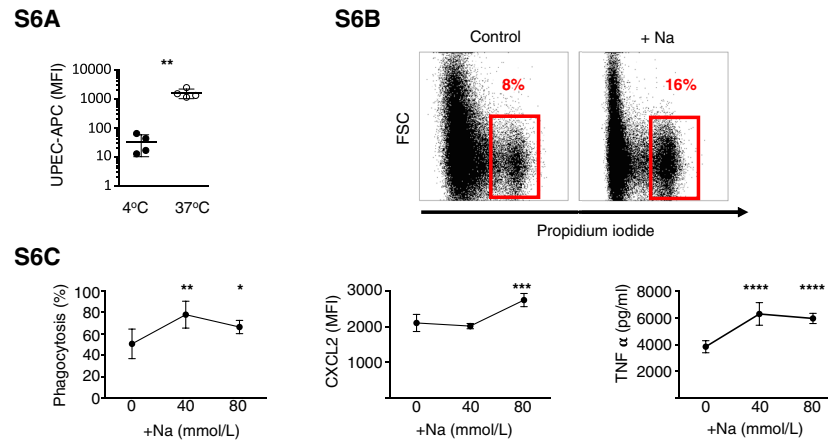 S6A
UPEC-APC (MFI)
10000
1000
100
10
1
**
4°C
37°C
S6B
Control
+ Na
FSC
8%
16%
Propidium iodide
S6C
Phagocytosis (%)
100
80
60
40
20
0
**
*
0
40
80
+Na (mmol/L)
CXCL2 (MFI)
3000
2000
0
***
0
40
80
+Na (mmol/L)
TNF α (pg/ml)
8000
6000
4000
2000
0
****
****
0
40
80
+Na (mmol/L)